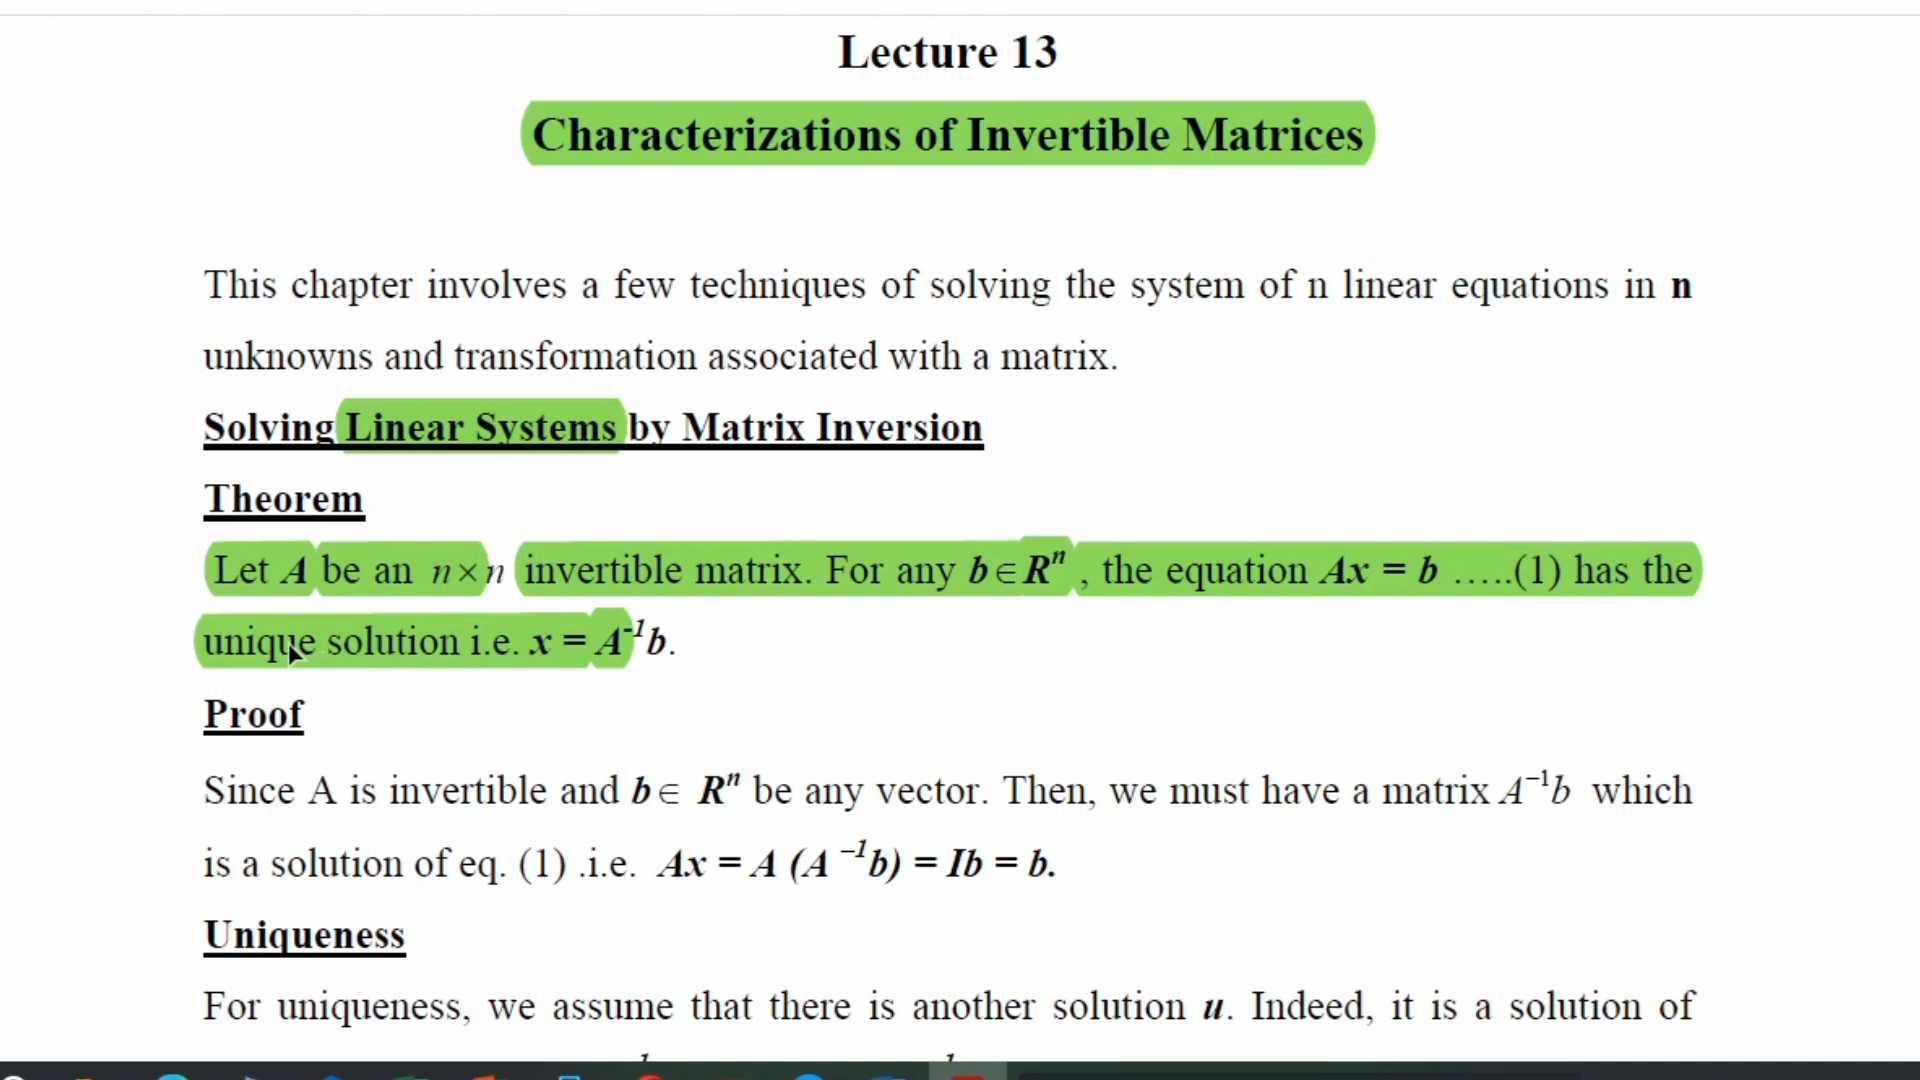 Lecture 13
Characterizations of Invertible Matrices
This chapter involves a few techniques of solving the system of n linear equations in n
unknowns and transformation associated with a matrix.
Solving Linear Systems by Matrix Inversion
Theorem
Let A be an n×n invertible matrix. For any b∈Rⁿ , the equation Ax = b …..(1) has the
unique solution i.e. x = A⁻¹b.
Proof
Since A is invertible and b∈ Rⁿ be any vector. Then, we must have a matrix A⁻¹b which
is a solution of eq. (1) .i.e. Ax = A (A ⁻¹b) = Ib = b.
Uniqueness
For uniqueness, we assume that there is another solution u. Indeed, it is a solution of